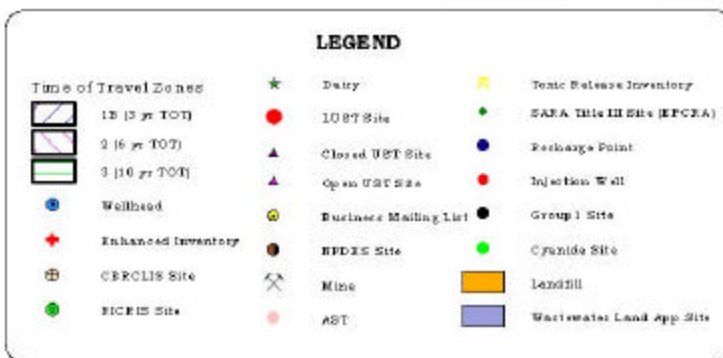 LEGEND
Time of Travel Zones
1B (3 yr TOT)
2 (6 yr TOT)
3 (10 yr TOT)
Wellhead
Enhanced Inventory
CERCLIS Site
RICRIS Site
Dairy
LUST Site
Closed UST Site
Open UST Site
Business Mailing List
NPDES Site
Mine
AST
Toxic Release Inventory
SARA Title III Site (EPCRA)
Recharge Point
Injection Well
Group 1 Site
Cyanide Site
Landfill
Wastewater Land App Site